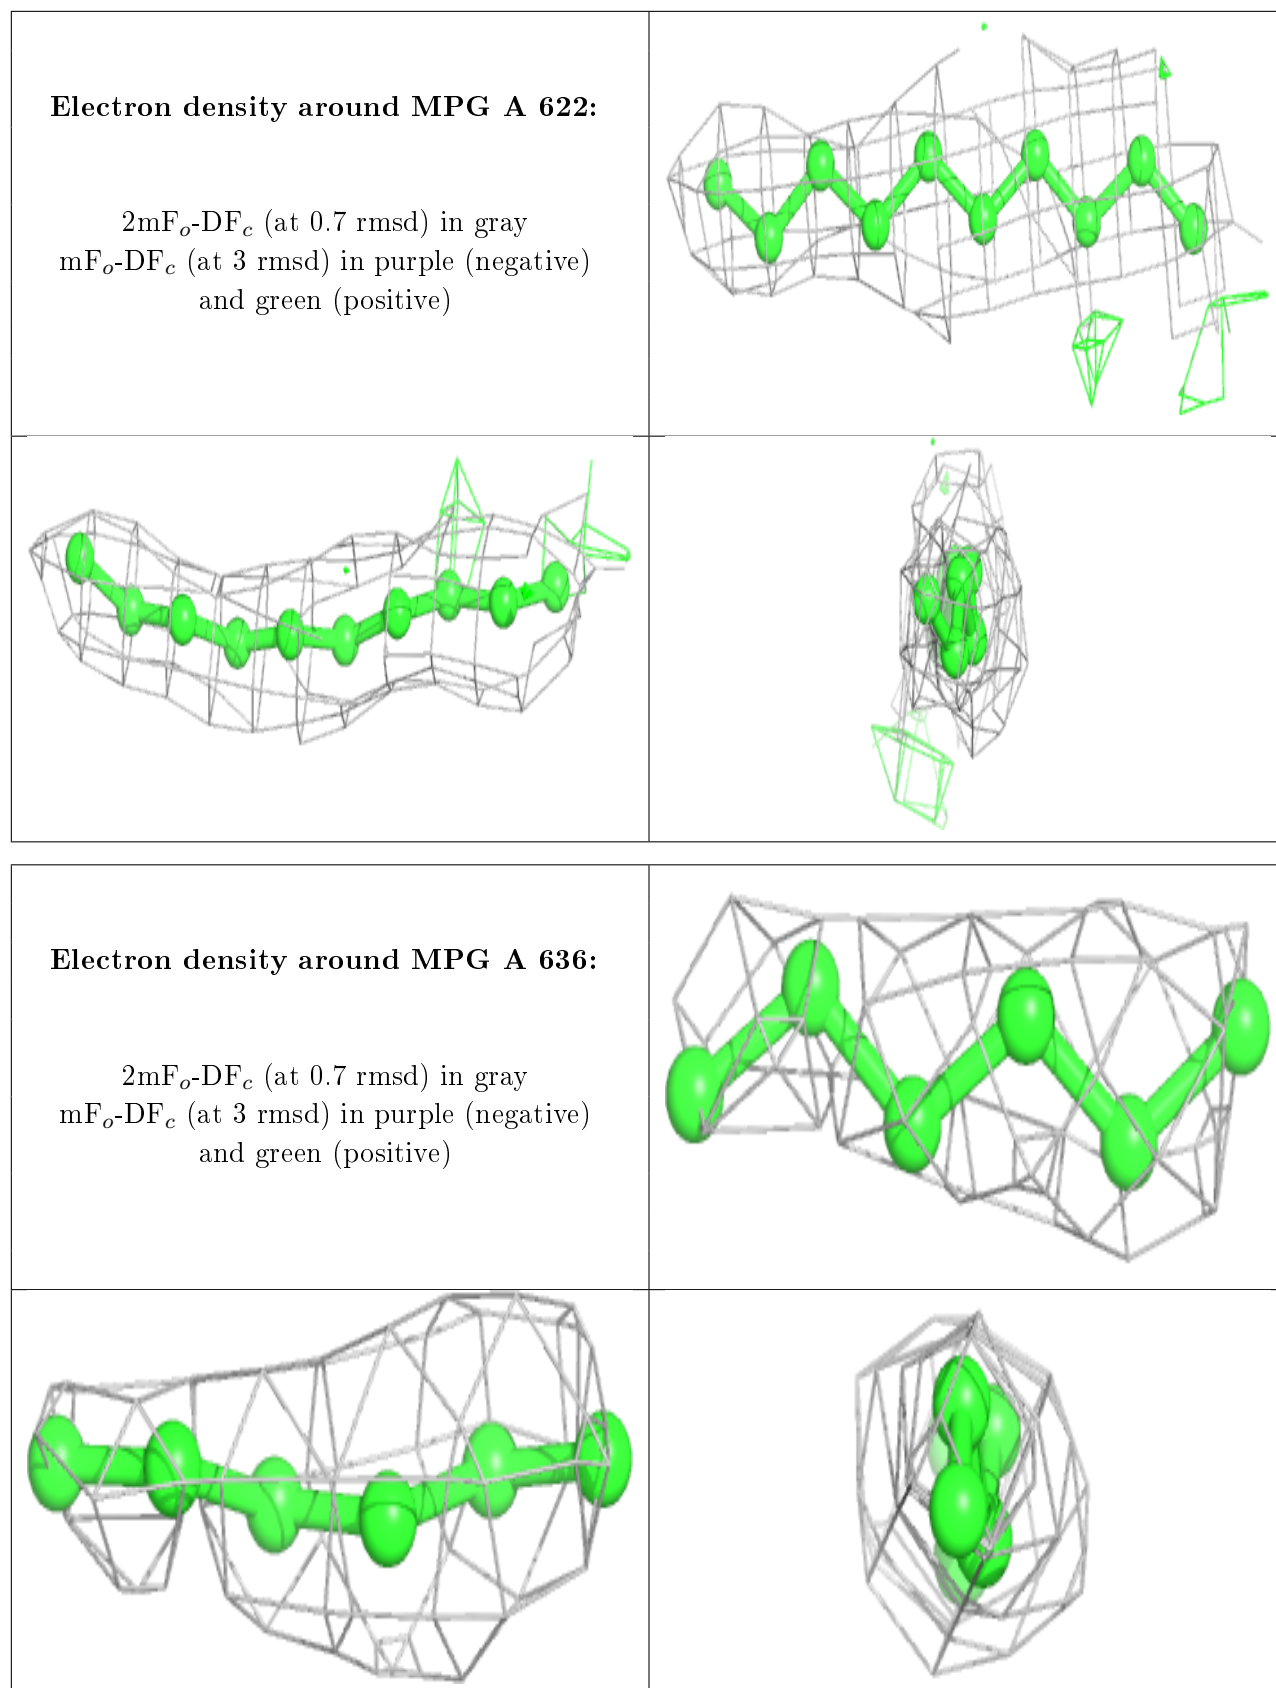 Electron density around MPG A 622:
2mFₒ-DF𝒸 (at 0.7 rmsd) in gray
mFₒ-DF𝒸 (at 3 rmsd) in purple (negative)
and green (positive)
Electron density around MPG A 636:
2mFₒ-DF𝒸 (at 0.7 rmsd) in gray
mFₒ-DF𝒸 (at 3 rmsd) in purple (negative)
and green (positive)